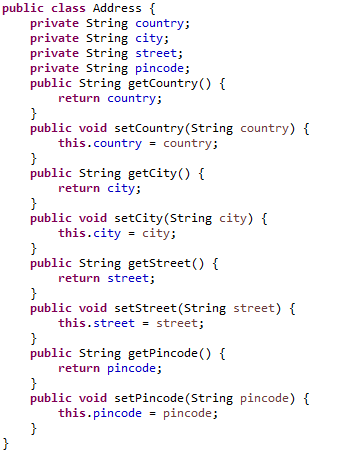 public class Address {
    private String country;
    private String city;
    private String street;
    private String pincode;
    public String getCountry() {
        return country;
    }
    public void setCountry(String country) {
        this.country = country;
    }
    public String getCity() {
        return city;
    }
    public void setCity(String city) {
        this.city = city;
    }
    public String getStreet() {
        return street;
    }
    public void setStreet(String street) {
        this.street = street;
    }
    public String getPincode() {
        return pincode;
    }
    public void setPincode(String pincode) {
        this.pincode = pincode;
    }
}